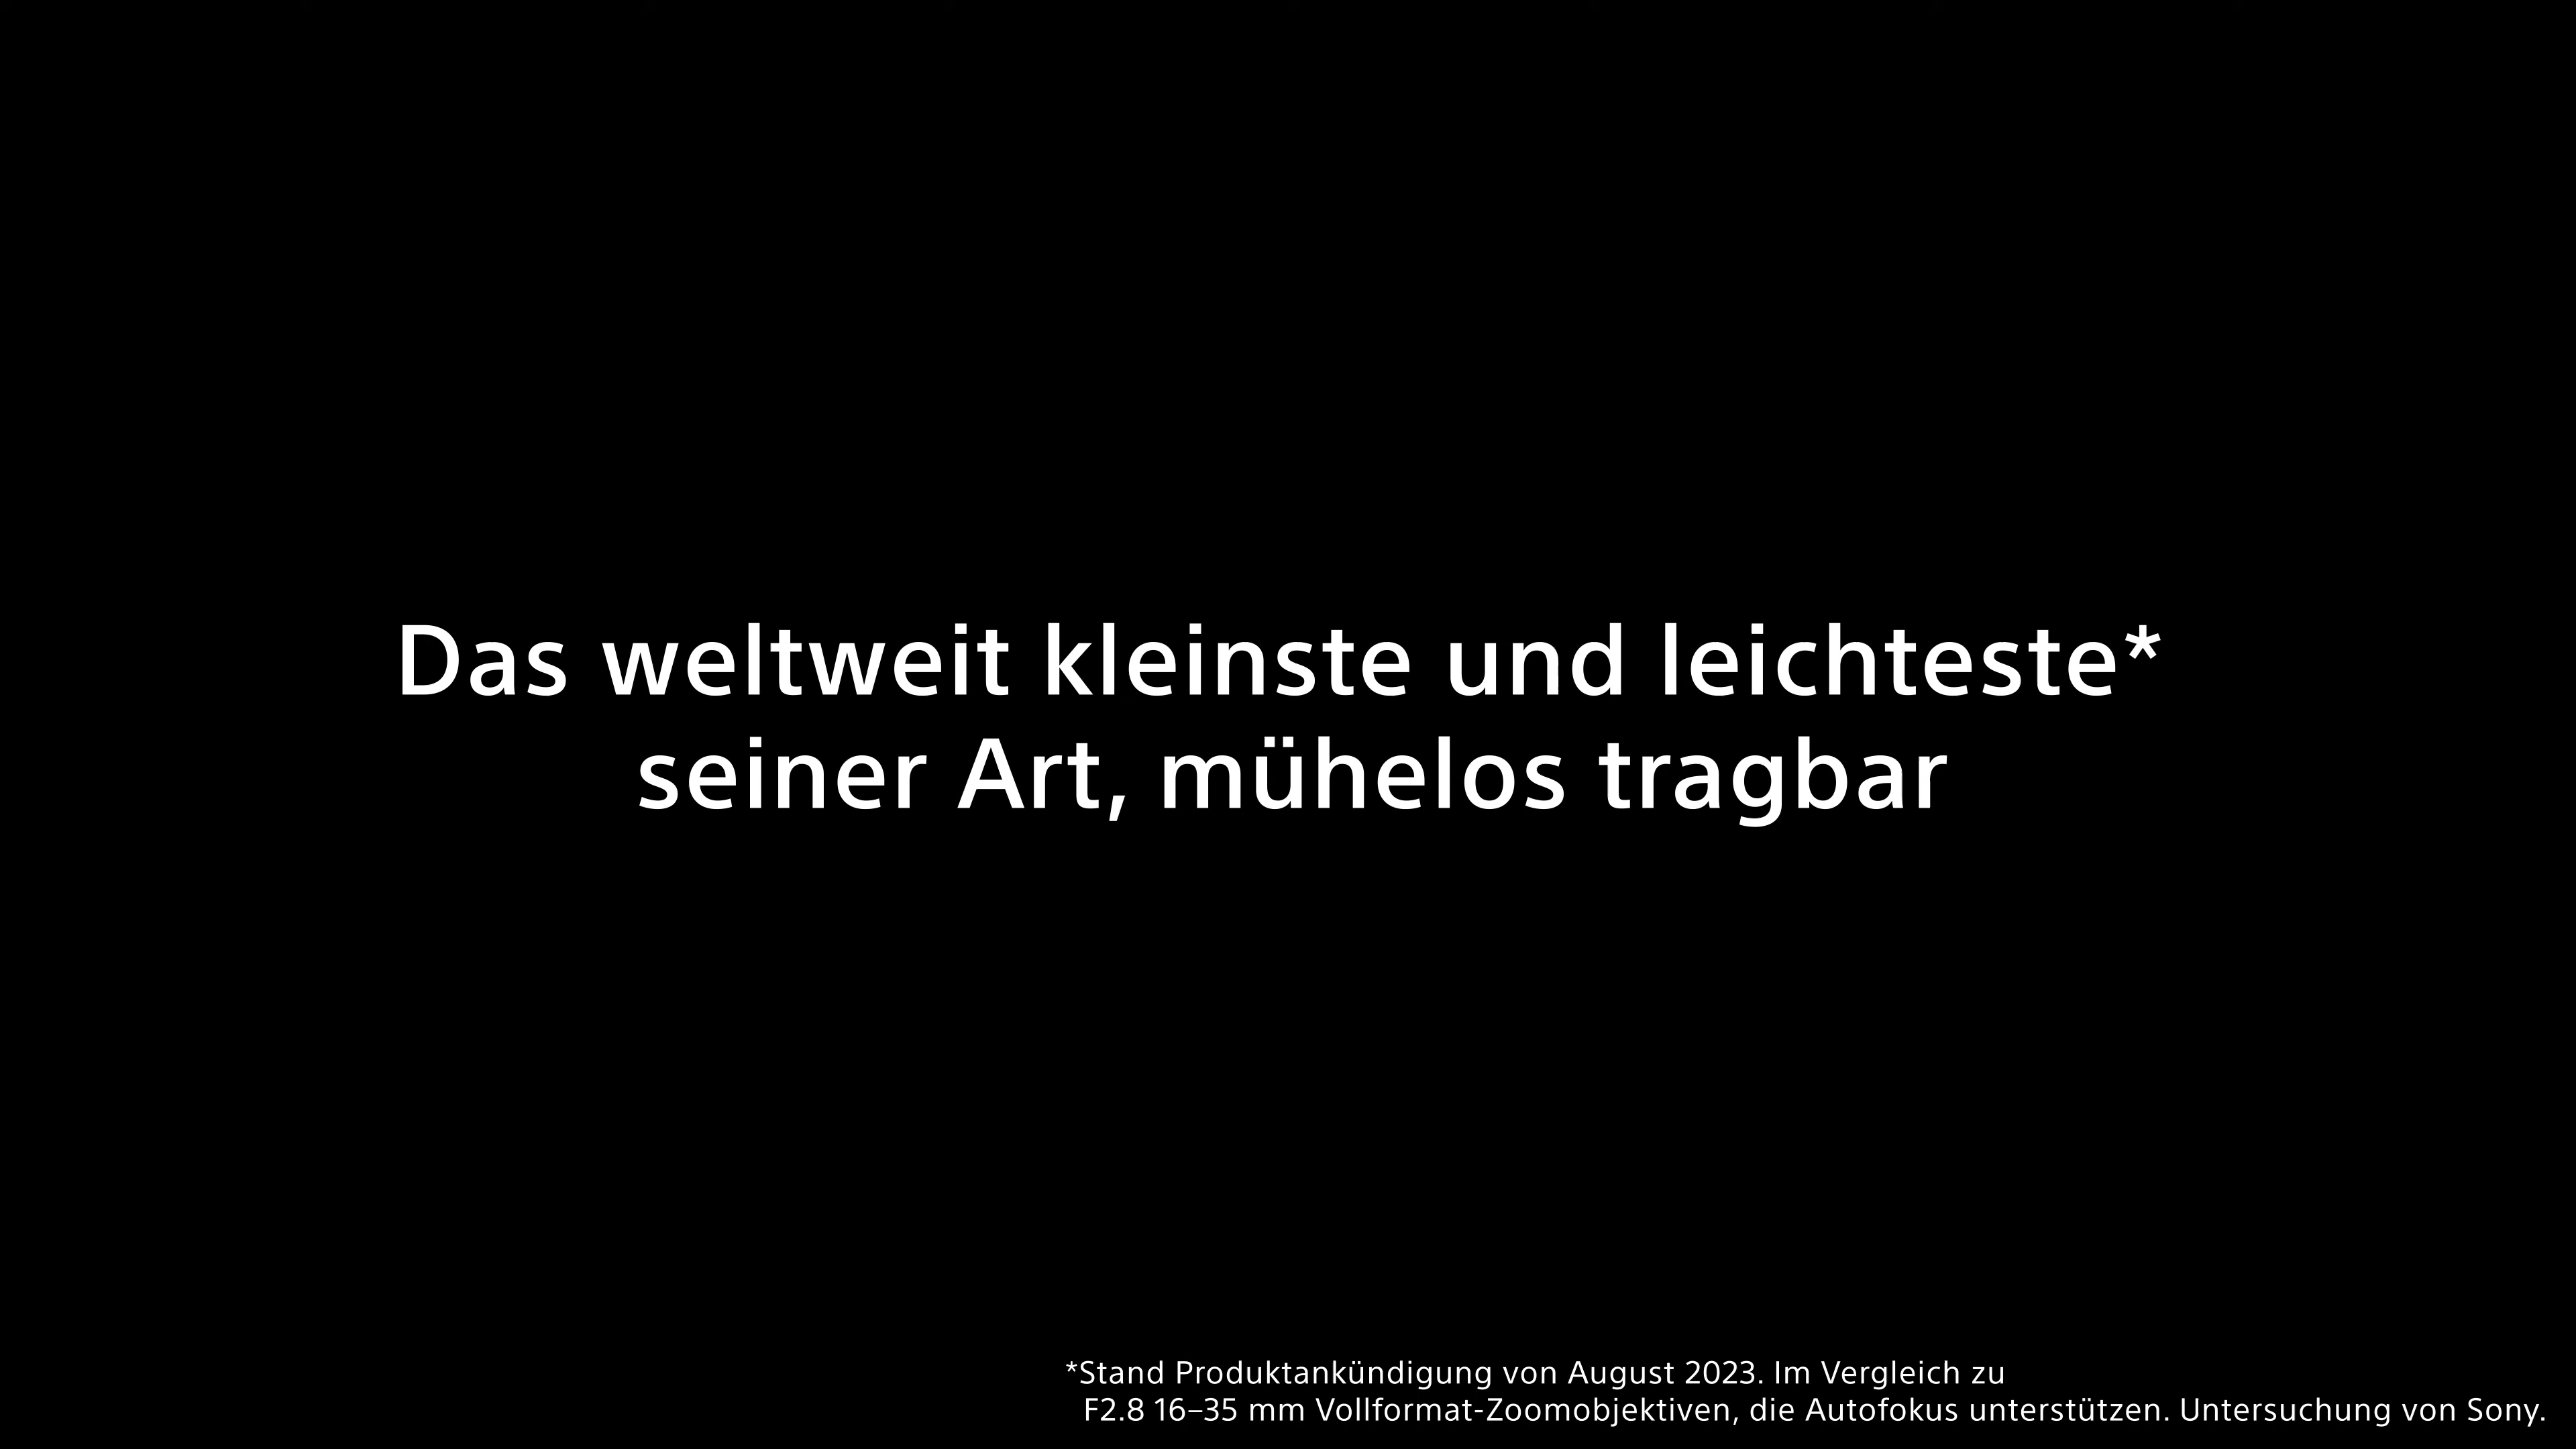 Das weltweit kleinste und leichteste*
seiner Art, mühelos tragbar
*Stand Produktankündigung von August 2023. Im Vergleich zu
F2.8 16–35 mm Vollformat-Zoomobjektiven, die Autofokus unterstützen. Untersuchung von Sony.